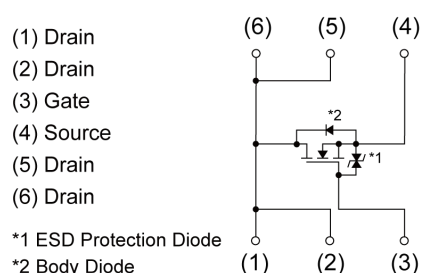 (1) Drain
(2) Drain
(3) Gate
(4) Source
(5) Drain
(6) Drain
*1 ESD Protection Diode
*2 Body Diode
(6) (5) (4)
*2
*1
(1) (2) (3)